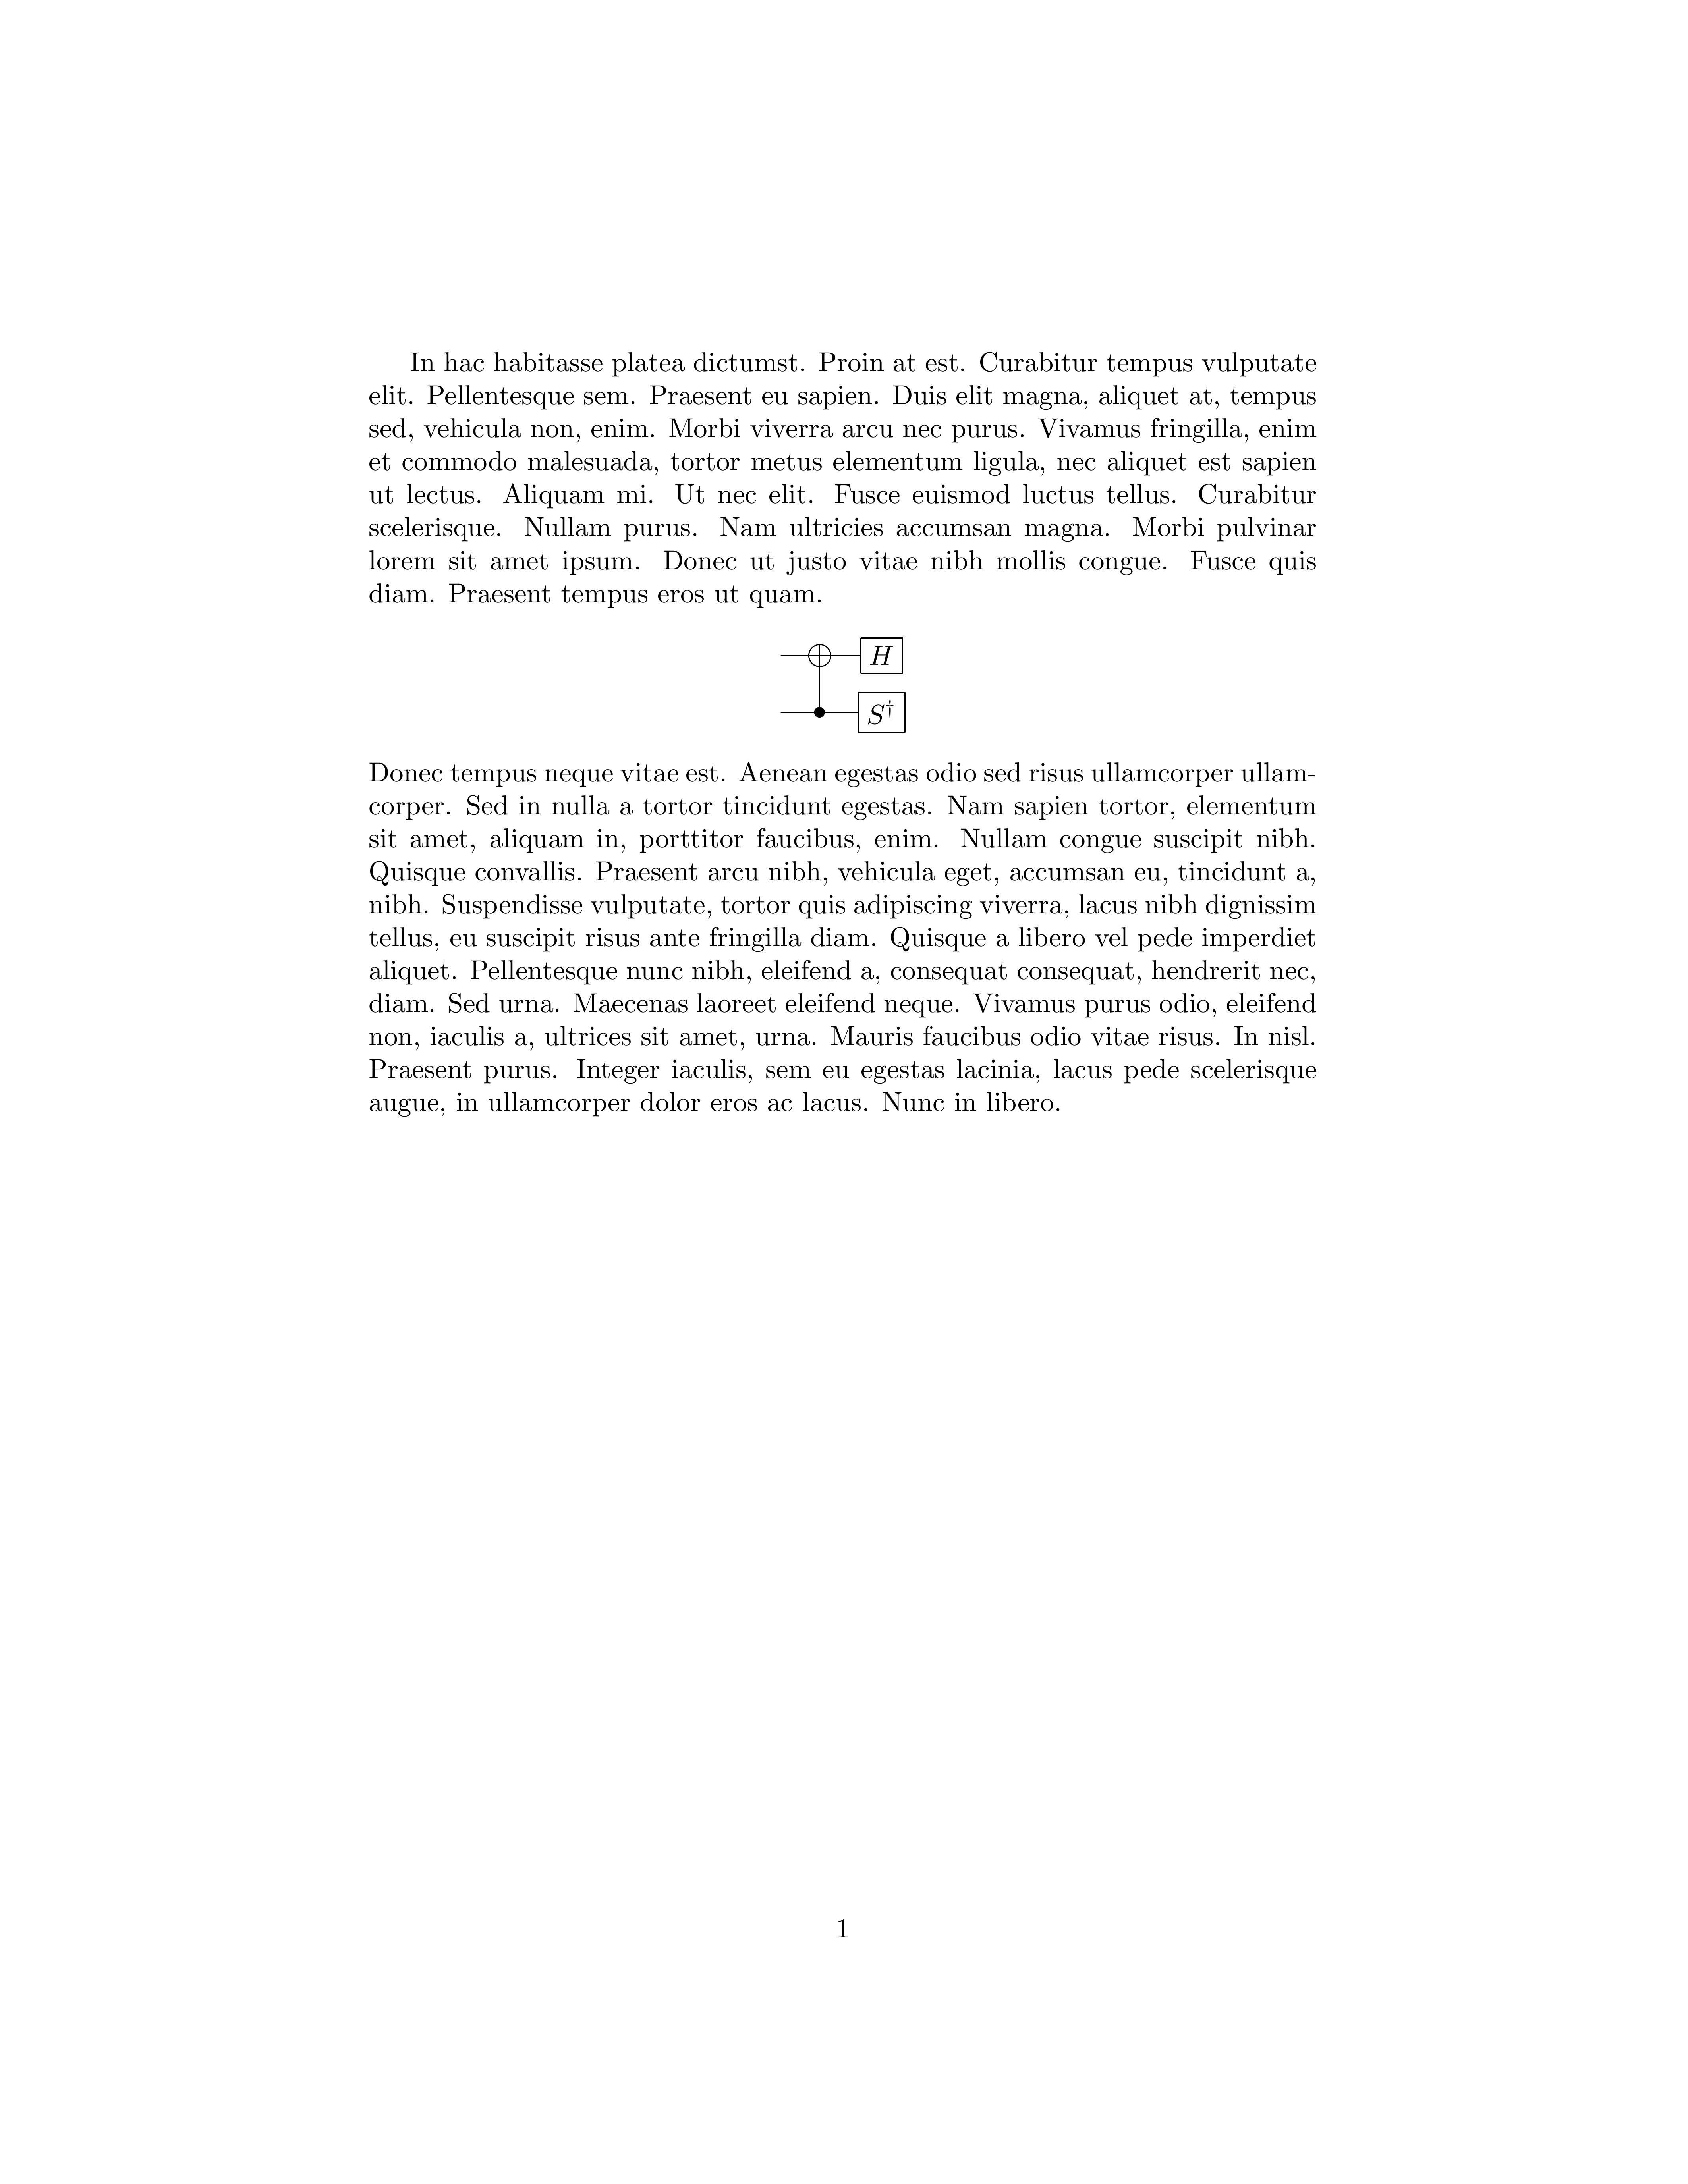 In hac habitasse platea dictumst. Proin at est. Curabitur tempus vulputate
elit. Pellentesque sem. Praesent eu sapien. Duis elit magna, aliquet at, tempus
sed, vehicula non, enim. Morbi viverra arcu nec purus. Vivamus fringilla, enim
et commodo malesuada, tortor metus elementum ligula, nec aliquet est sapien
ut lectus. Aliquam mi. Ut nec elit. Fusce euismod luctus tellus. Curabitur
scelerisque. Nullam purus. Nam ultricies accumsan magna. Morbi pulvinar
lorem sit amet ipsum. Donec ut justo vitae nibh mollis congue. Fusce quis
diam. Praesent tempus eros ut quam.
H
S†
Donec tempus neque vitae est. Aenean egestas odio sed risus ullamcorper ullam-
corper. Sed in nulla a tortor tincidunt egestas. Nam sapien tortor, elementum
sit amet, aliquam in, porttitor faucibus, enim. Nullam congue suscipit nibh.
Quisque convallis. Praesent arcu nibh, vehicula eget, accumsan eu, tincidunt a,
nibh. Suspendisse vulputate, tortor quis adipiscing viverra, lacus nibh dignissim
tellus, eu suscipit risus ante fringilla diam. Quisque a libero vel pede imperdiet
aliquet. Pellentesque nunc nibh, eleifend a, consequat consequat, hendrerit nec,
diam. Sed urna. Maecenas laoreet eleifend neque. Vivamus purus odio, eleifend
non, iaculis a, ultrices sit amet, urna. Mauris faucibus odio vitae risus. In nisl.
Praesent purus. Integer iaculis, sem eu egestas lacinia, lacus pede scelerisque
augue, in ullamcorper dolor eros ac lacus. Nunc in libero.
1